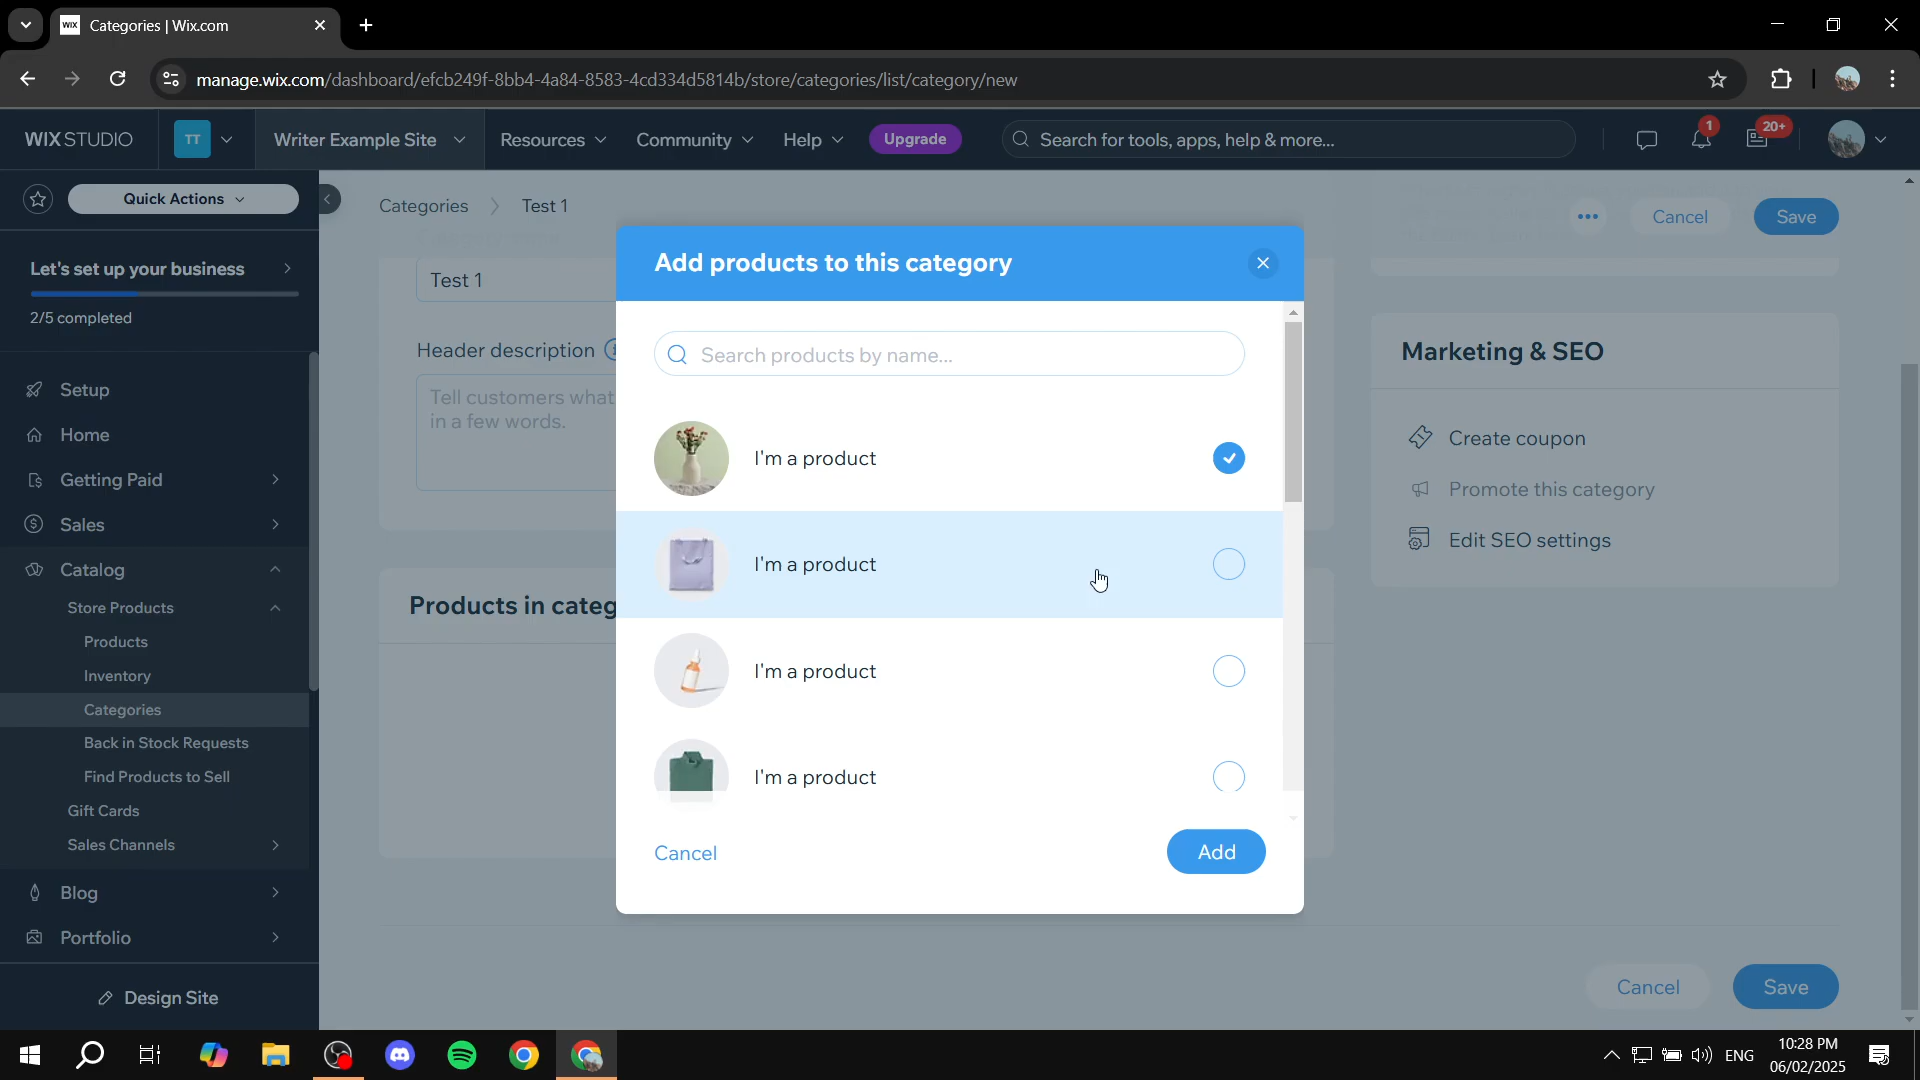 WIX Categories | Wix.com
manage.wix.com/dashboard/efcb249f-8bb4-4a84-8583-4cd334d5814b/store/categories/list/category/new
WIX STUDIO
TT
Writer Example Site
Resources
Community
Help
Upgrade
Search for tools, apps, help & more...
1
20+
Quick Actions
Let's set up your business
2/5 completed
Setup
Home
Getting Paid
Sales
Catalog
Store Products
Products
Inventory
Categories
Back in Stock Requests
Find Products to Sell
Gift Cards
Sales Channels
Blog
Portfolio
Design Site
Categories
Test 1
Cancel
Save
Test 1
Header description
Tell customers what
in a few words.
Products in categ
Add products to this category
Search products by name...
I'm a product
I'm a product
I'm a product
I'm a product
Cancel
Add
Marketing & SEO
Create coupon
Promote this category
Edit SEO settings
Cancel
Save
ENG
10:28 PM
06/02/2025